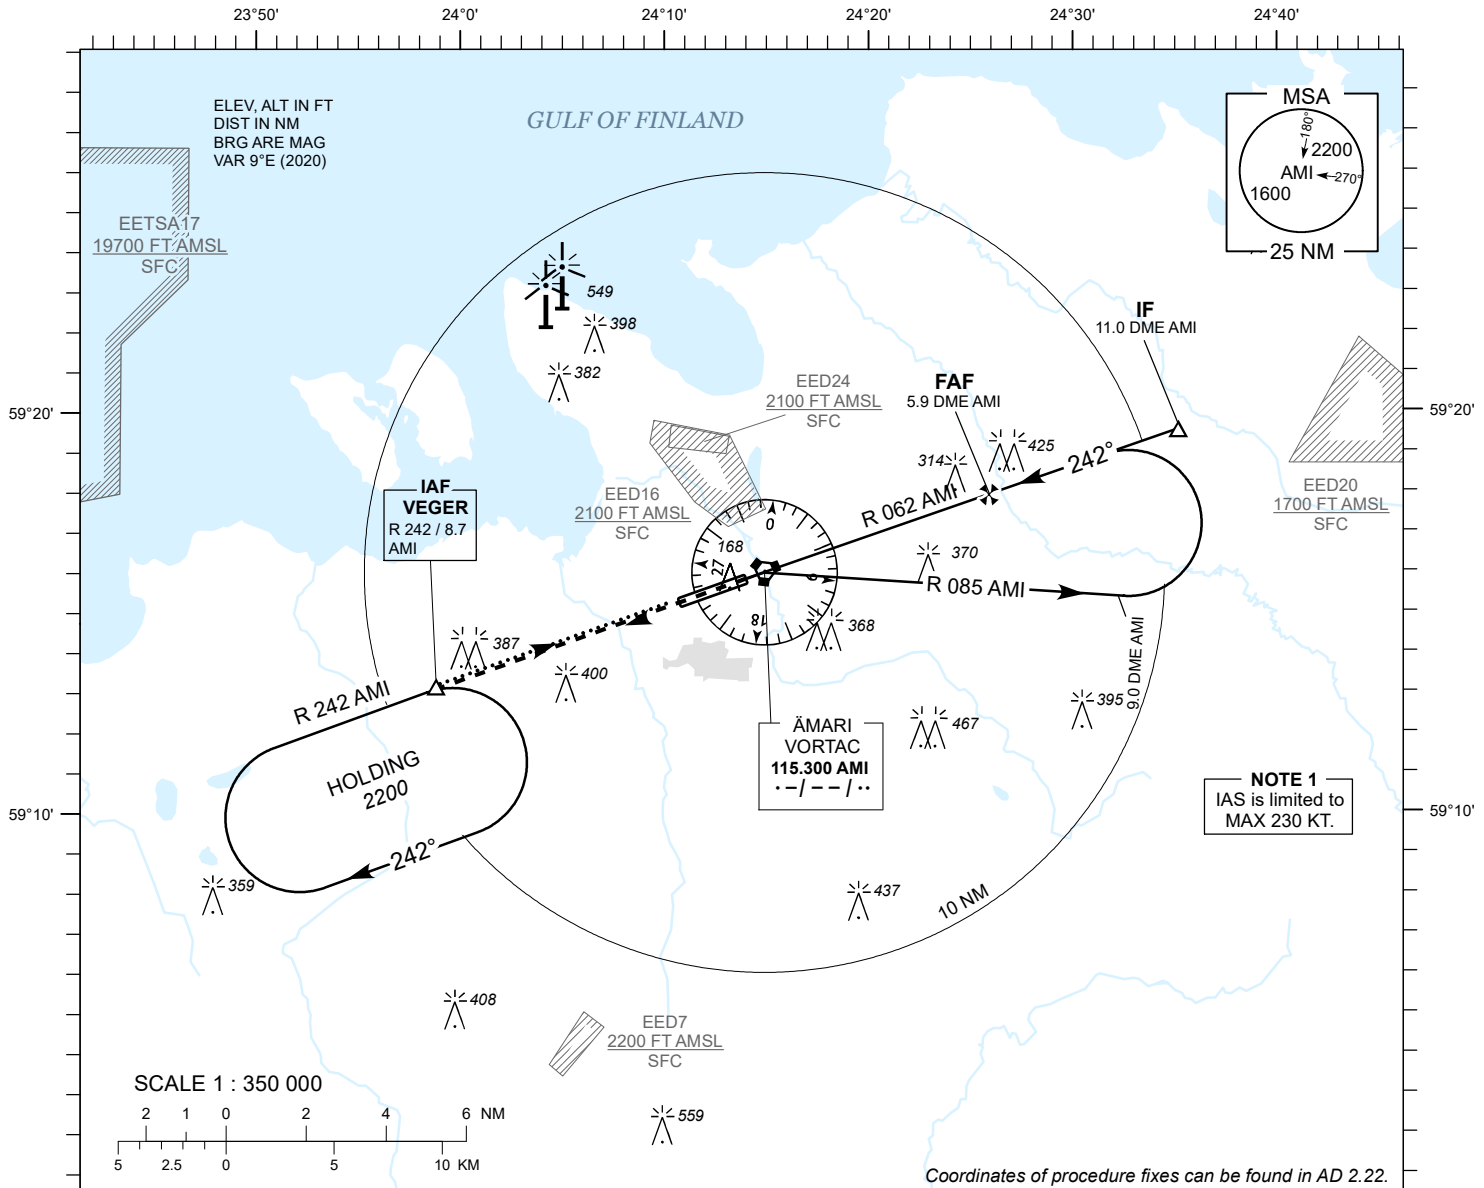 23°50'
24°0'
24°10'
24°20'
24°30'
24°40'
ELEV, ALT IN FT
DIST IN NM
BRG ARE MAG
VAR 9°E (2020)
GULF OF FINLAND
MSA
180°
2200
AMI
270°
1600
25 NM
EETSA17
19700 FT AMSL
SFC
549
398
382
IF
11.0 DME AMI
EED24
2100 FT AMSL
SFC
FAF
5.9 DME AMI
59°20'
59°20'
425
314
242°
EED20
1700 FT AMSL
SFC
IAF
VEGER
R 242 / 8.7
AMI
EED16
2100 FT AMSL
SFC
R 062 AMI
0
9
18
27
168
370
R 085 AMI
368
387
400
9.0 DME AMI
395
R 242 AMI
467
HOLDING
2200
ÄMARI
VORTAC
115.300 AMI
· – / – – / · ·
NOTE 1
IAS is limited to
MAX 230 KT.
59°10'
59°10'
242°
359
437
10 NM
408
EED7
2200 FT AMSL
SFC
559
SCALE 1 : 350 000
2 1 0 2 4 6 NM
5 2.5 0 5 10 KM
Coordinates of procedure fixes can be found in AD 2.22.